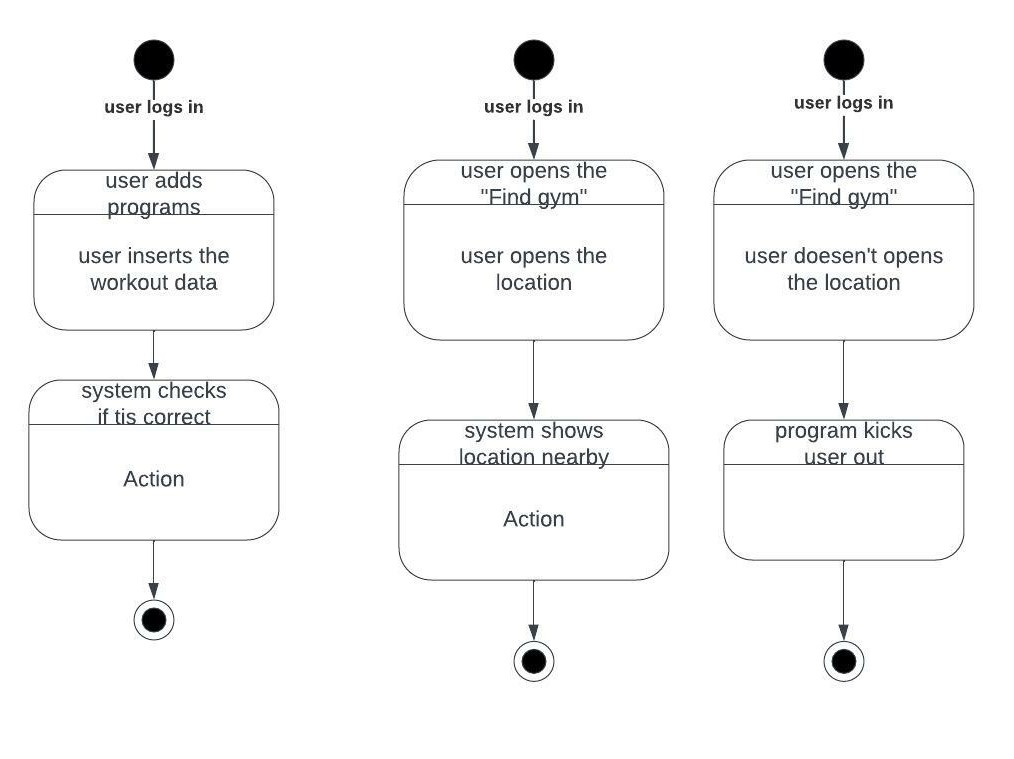 user logs in
user adds
programs
user inserts the
workout data
system checks
if tis correct
Action
user logs in
user opens the
"Find gym"
user opens the
location
system shows
location nearby
Action
user logs in
user opens the
"Find gym"
user doesen't opens
the location
program kicks
user out